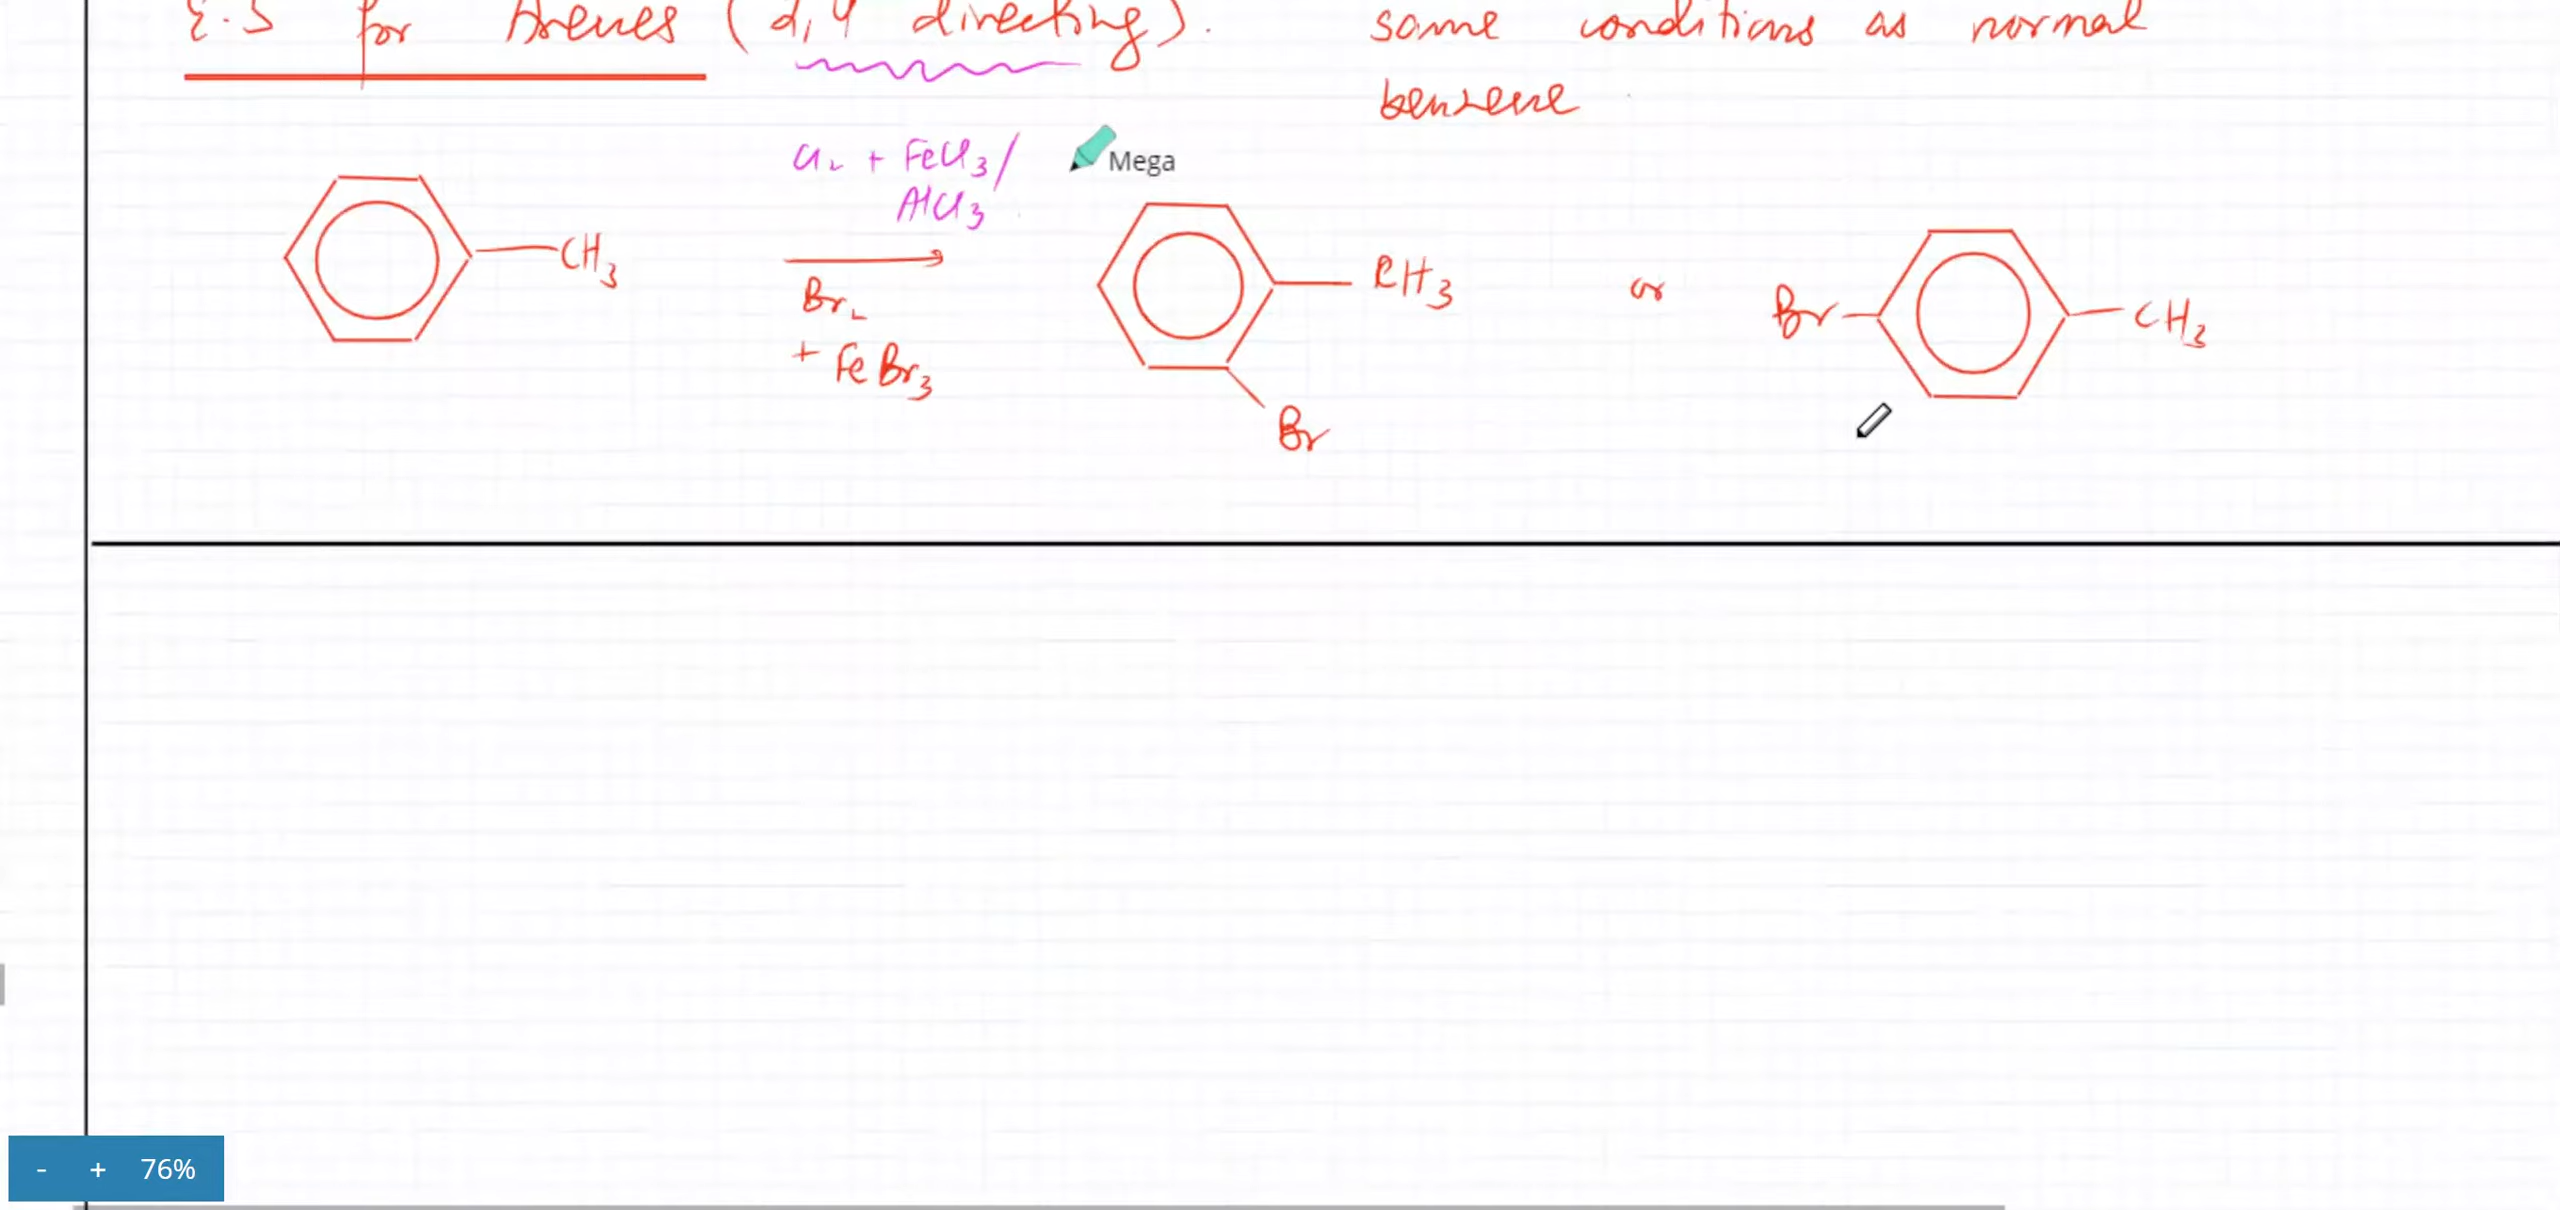 E.S for Arenes (2,4 directing).
same conditions as normal
benzene
Cl₂ + FeCl₃/
AlCl₃
Mega
CH₃
Br₂
+ FeBr₃
CH₃
Br
or
Br
CH₃
- + 76%